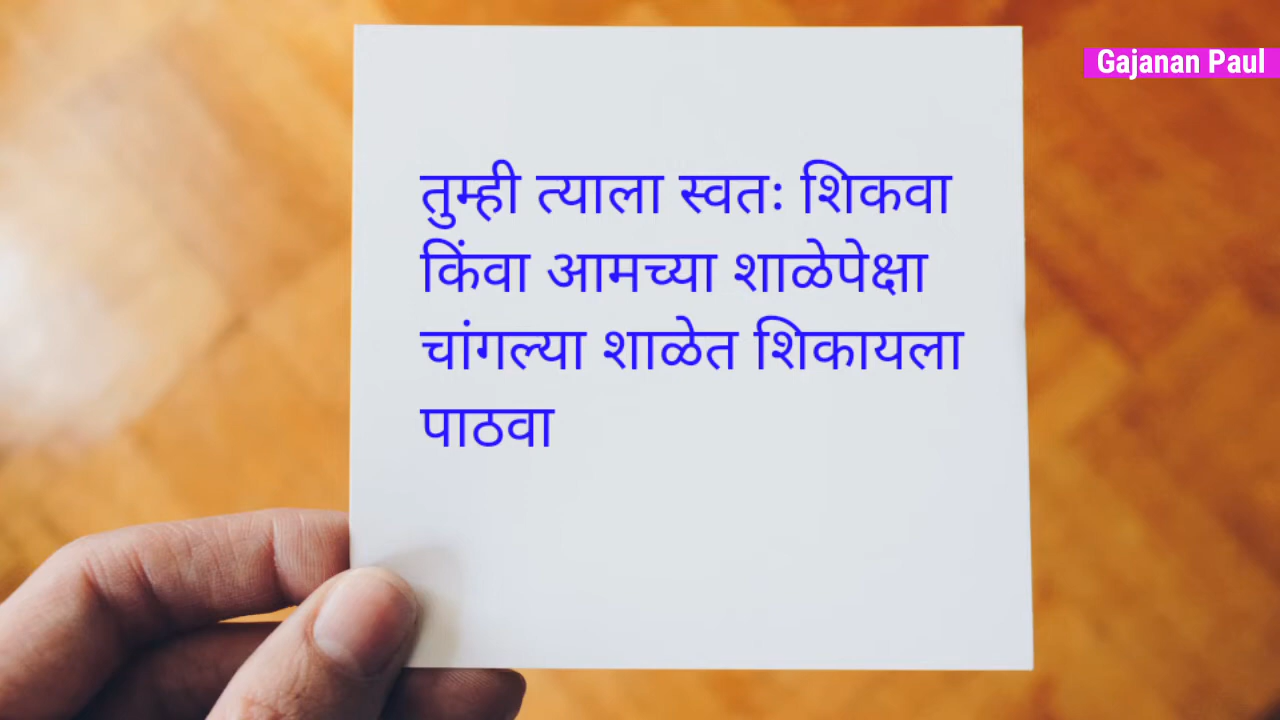 Gajanan Paul
तुम्ही त्याला स्वतः शिकवा
किंवा आमच्या शाळेपेक्षा
चांगल्या शाळेत शिकायला
पाठवा